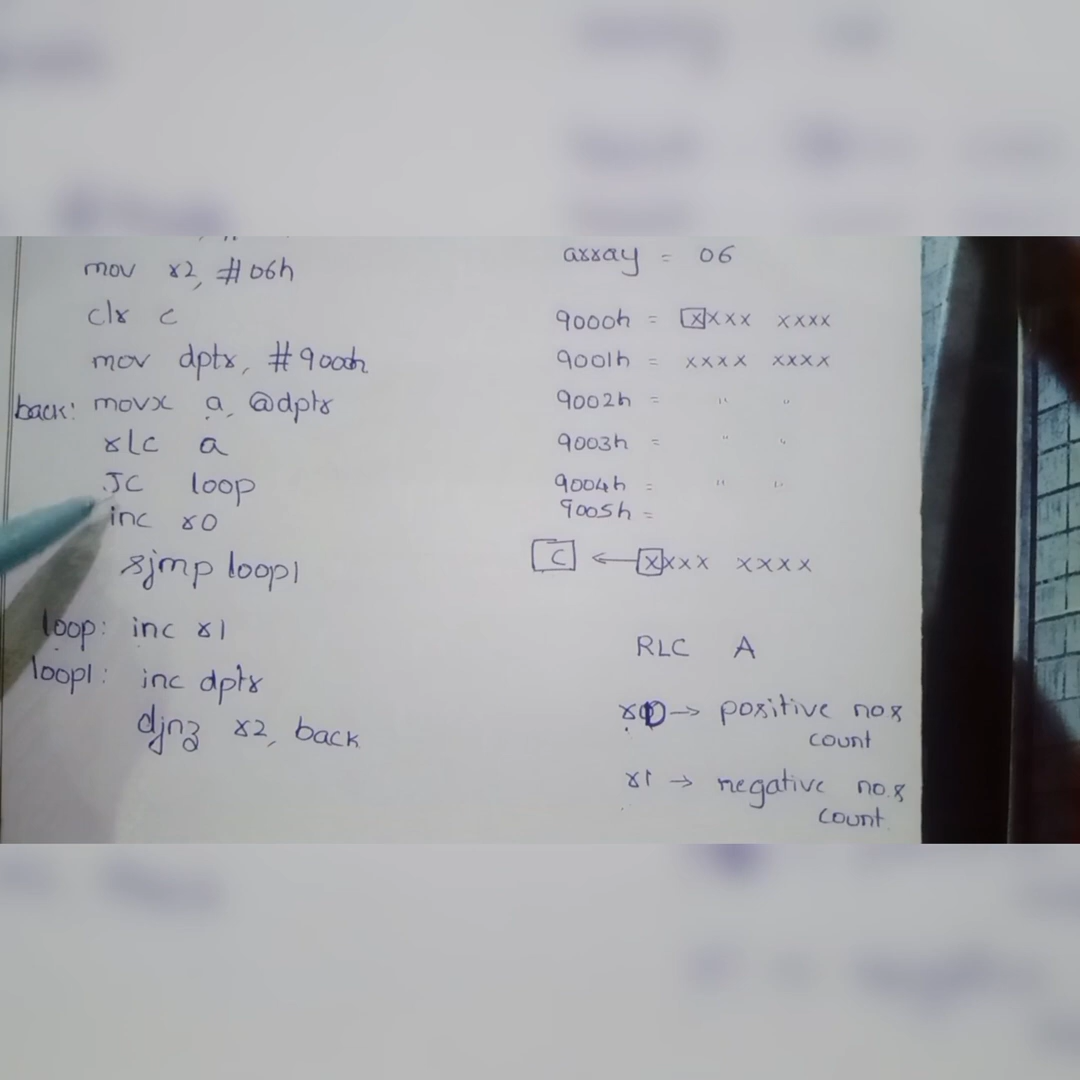 mov r2, #06h
clr c
mov dptr, #9000h
back: movx a, @dptr
rlc a
JC loop
inc r0
sjmp loop1
loop: inc r1
loop1: inc dptr
djnz r2, back
array = 06
9000h = xxxx xxxx
9001h = xxxx xxxx
9002h = " "
9003h = " "
9004h = " "
9005h =
C ← xxxx xxxx
RLC A
r0 → positive nos
count
r1 → negative no.s
count